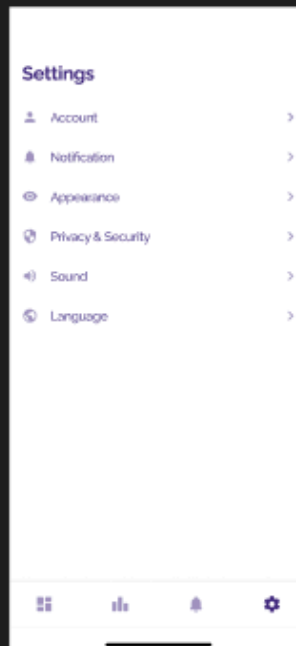 Settings
Account
Notification
Appearance
Privacy & Security
Sound
Language